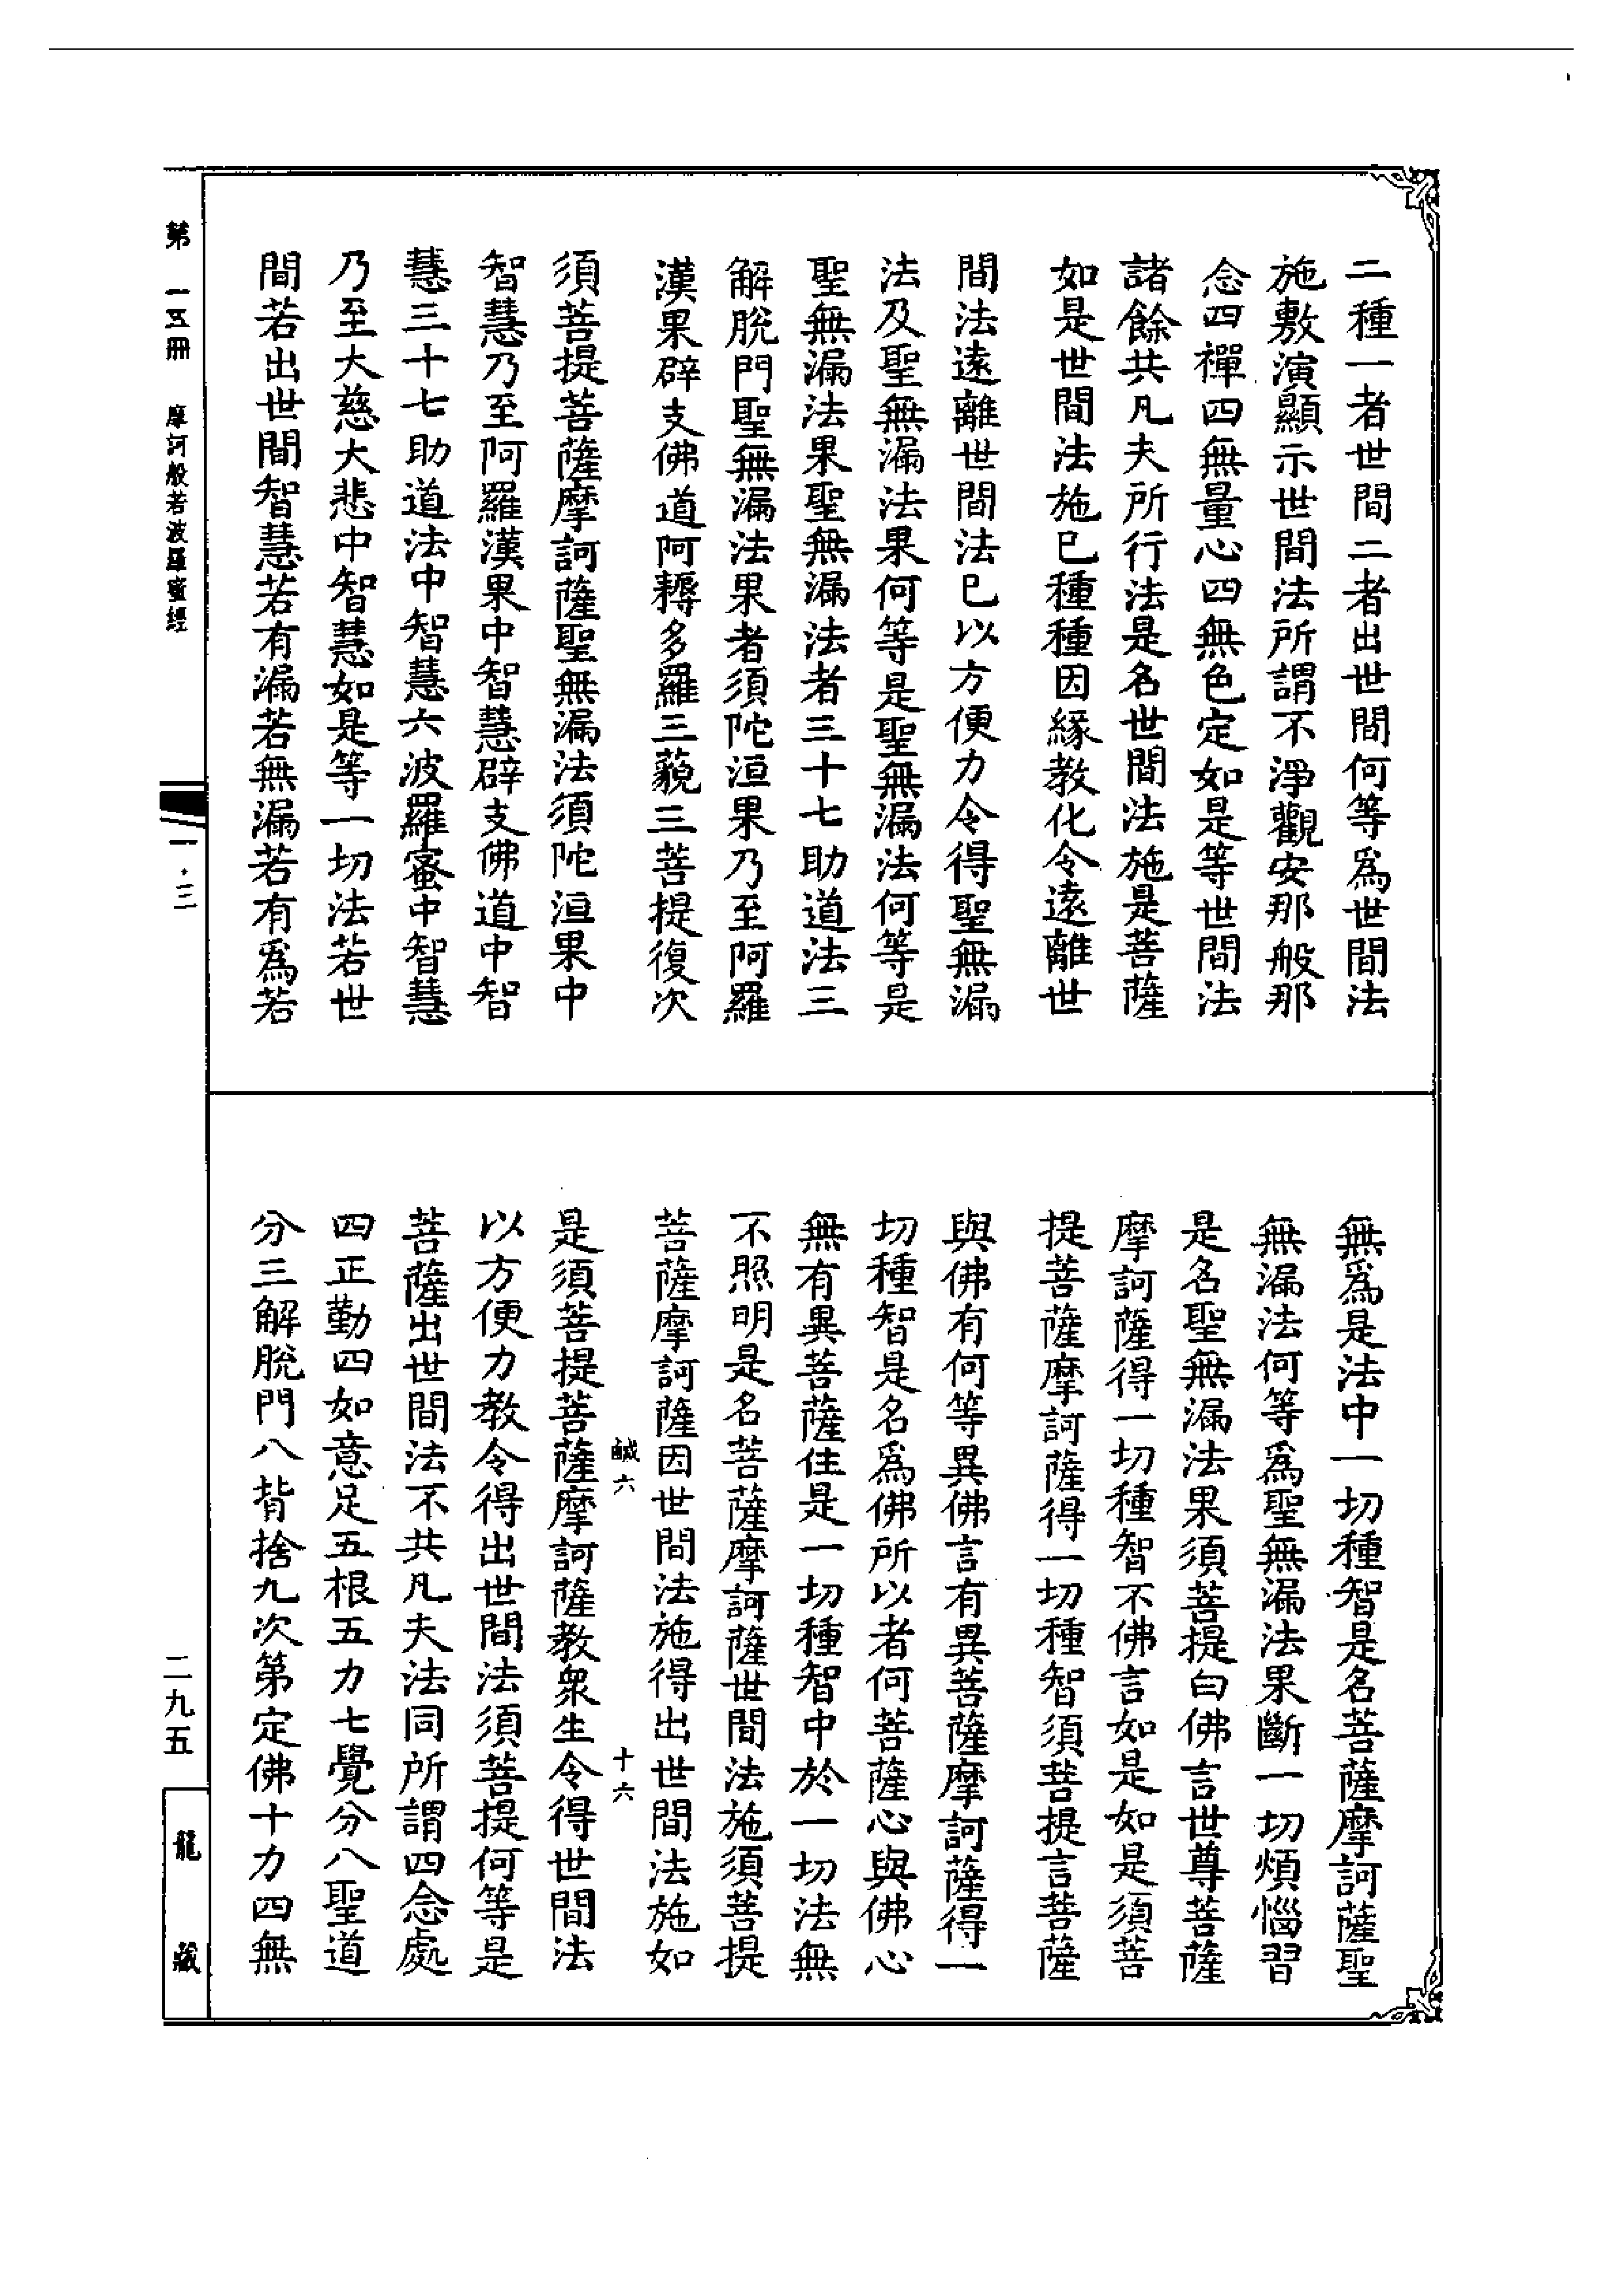 二種一者世間二者出世間何等爲世間法
施敷演顯示世間法所謂不淨觀安那般那
念四禪四無量心四無色定如是等世間法
諸餘共凡夫所行法是名世間法施是菩薩
如是世間法施已種種因緣教化令遠離世
間法遠離世間法已以方便力令得聖無漏
法及聖無漏法果何等是聖無漏法何等是
聖無漏法果聖無漏法者三十七助道法三
解脫門聖無漏法果者須陀洹果乃至阿羅
漢果辟支佛道阿耨多羅三藐三菩提復次
須菩提菩薩摩訶薩聖無漏法須陀洹果中
智慧乃至阿羅漢果中智慧辟支佛道中智
慧三十七助道法中智慧六波羅蜜中智慧
乃至大慈大悲中智慧如是等一切法若世
間若出世間智慧若有漏若無漏若有爲若
無爲是法中一切種智是名菩薩摩訶薩聖
無漏法何等爲聖無漏法果斷一切煩惱習
是名聖無漏法果須菩提白佛言世尊菩薩
摩訶薩得一切種智不佛言如是如是須菩
提菩薩摩訶薩得一切種智須菩提言菩薩
與佛有何等異佛言有異菩薩摩訶薩得一
切種智是名爲佛所以者何菩薩心與佛心
無有異菩薩住是一切種智中於一切法無
不照明是名菩薩摩訶薩世間法施須菩提
菩薩摩訶薩因世間法施得出世間法施如
鹹六 十六
是須菩提菩薩摩訶薩教衆生令得世間法
以方便力教令得出世間法須菩提何等是
菩薩出世間法不共凡夫法同所謂四念處
四正勤四如意足五根五力七覺分八聖道
分三解脫門八背捨九次第定佛十力四無
第一五冊 摩訶般若波羅蜜經
一·三
二九五
龍藏